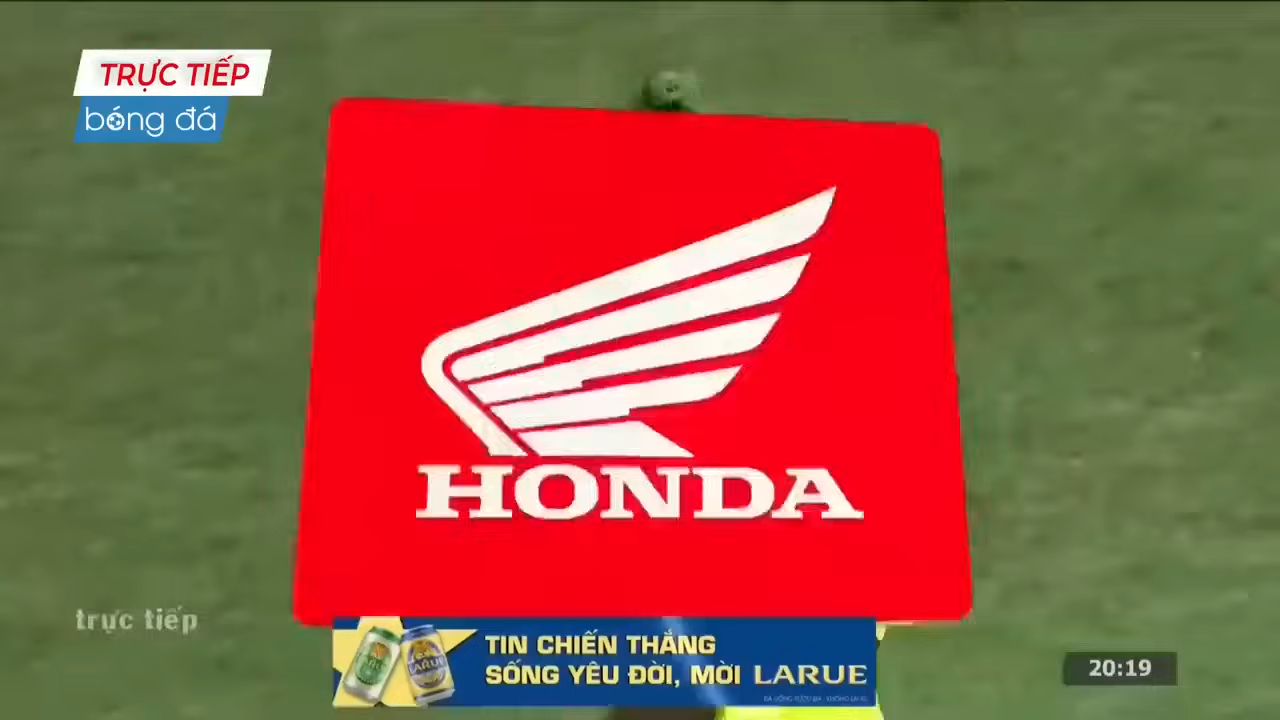 TRỰC TIẾP
bóng đá
HONDA
trực tiếp
TIN CHIẾN THẮNG
SỐNG YÊU ĐỜI, MỜI LARUE
LARUE
20:19